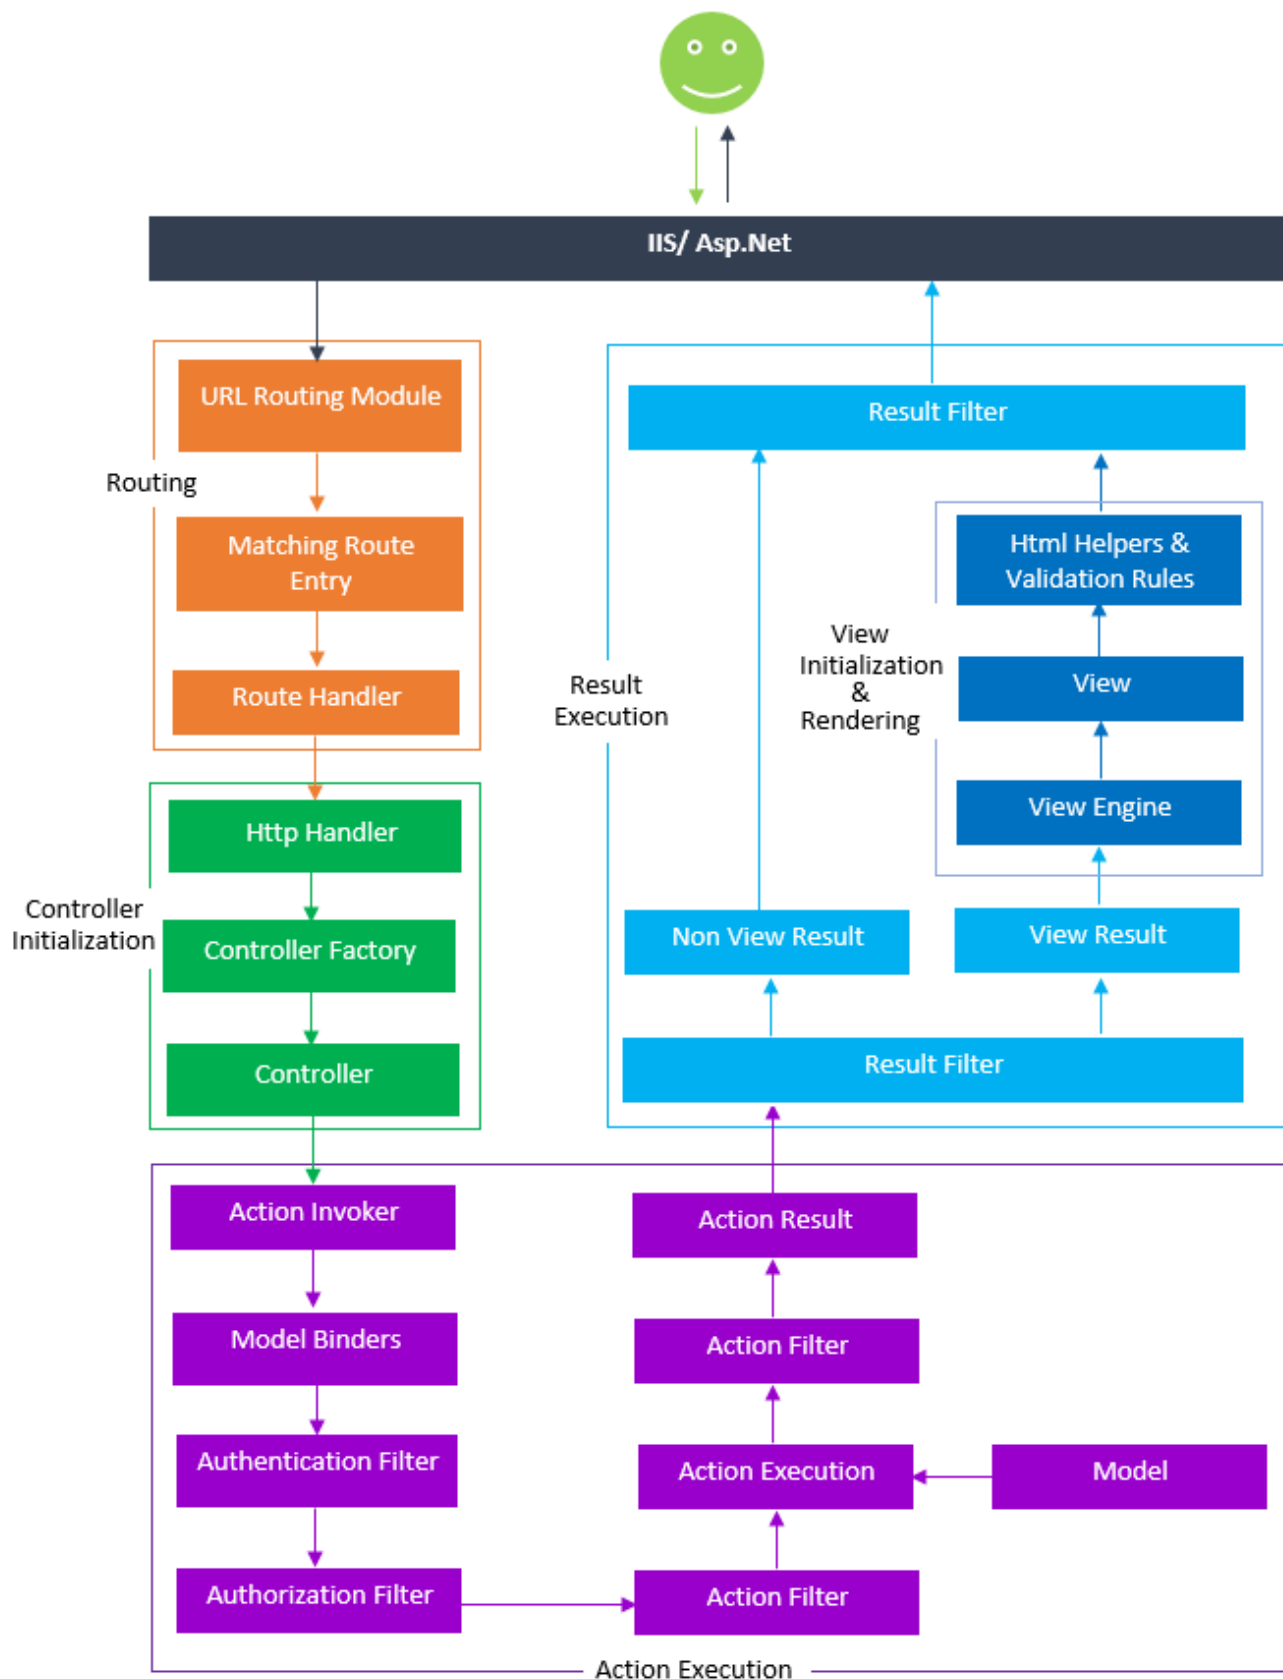 IIS/ Asp.Net
URL Routing Module
Routing
Matching Route
Entry
Route Handler
Http Handler
Controller
Initialization
Controller Factory
Controller
Result Filter
Html Helpers &
Validation Rules
View
Initialization
&
Rendering
View
Result
Execution
View Engine
Non View Result
View Result
Result Filter
Action Invoker
Model Binders
Authentication Filter
Authorization Filter
Action Result
Action Filter
Action Execution
Model
Action Filter
Action Execution